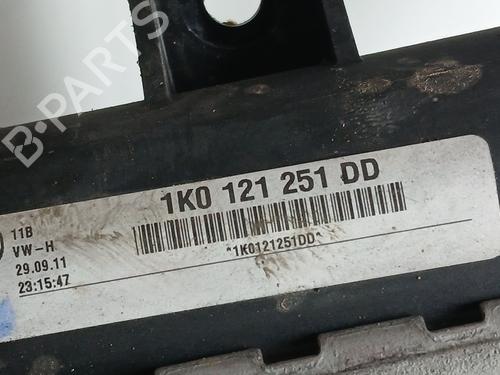 B-PARTS
1K0 121 251 DD
*1K0121251DD*
11B
VW-H
29.09.11
23:15:47